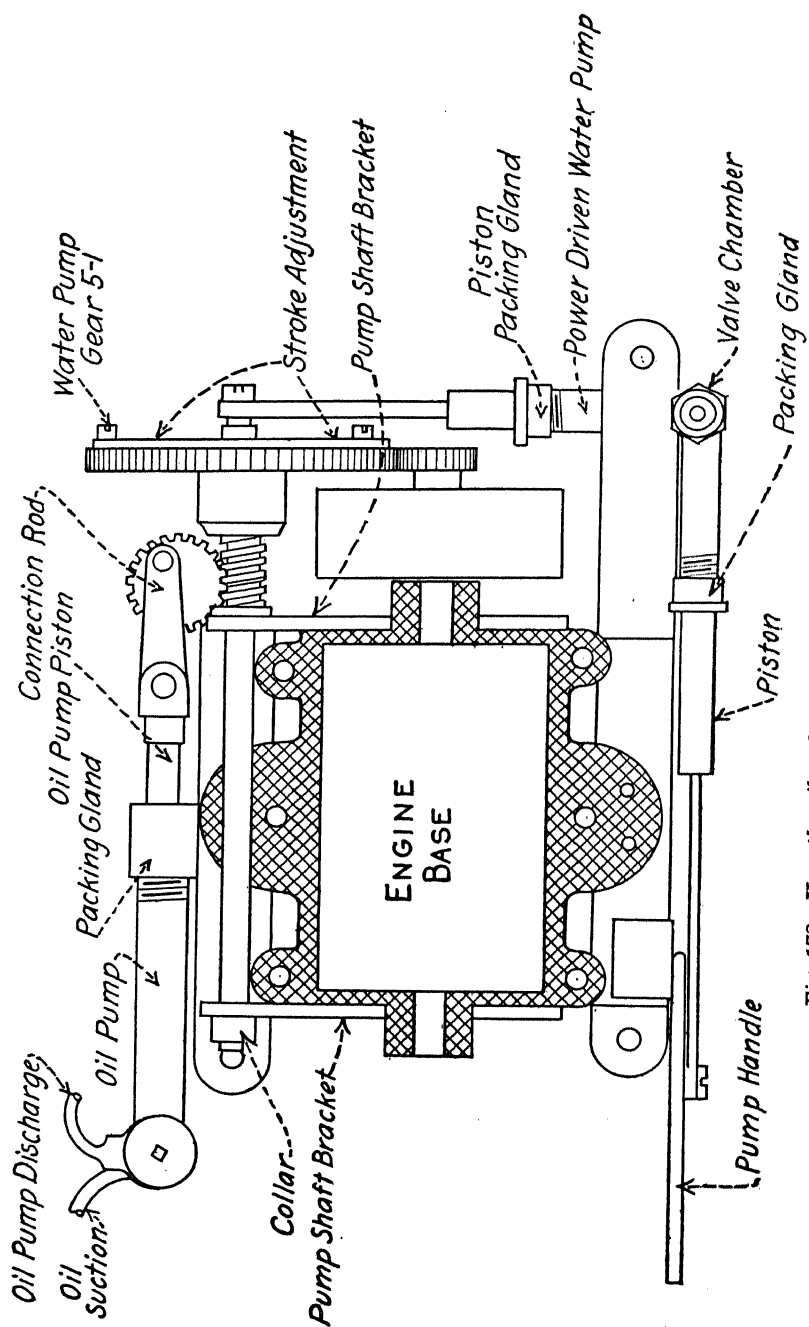 Oil Pump Discharge
Oil
Suction
Oil Pump
Packing Gland
Oil Pump Piston
Connection Rod
Water Pump
Gear 5-1
Stroke Adjustment
Pump Shaft Bracket
Piston
Packing Gland
Power Driven Water Pump
Valve Chamber
Packing Gland
Piston
ENGINE
BASE
Collar
Pump Shaft Bracket
Pump Handle